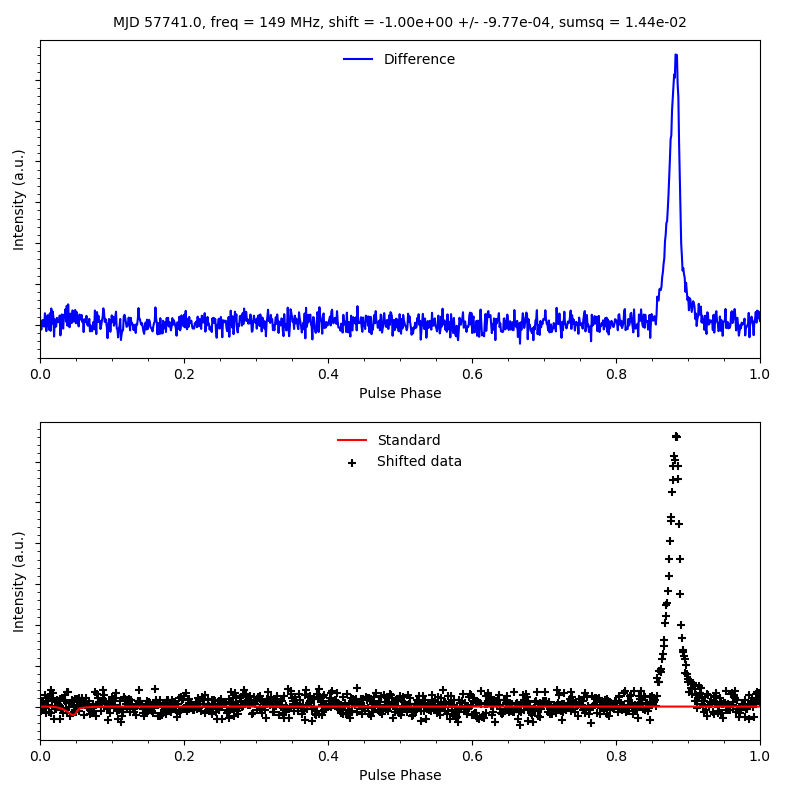 MJD 57741.0, freq = 149 MHz, shift = -1.00e+00 +/- -9.77e-04, sumsq = 1.44e-02
Difference
Intensity (a.u.)
0.0 0.2 0.4 0.6 0.8 1.0
Pulse Phase
Standard
Shifted data
Intensity (a.u.)
0.0 0.2 0.4 0.6 0.8 1.0
Pulse Phase